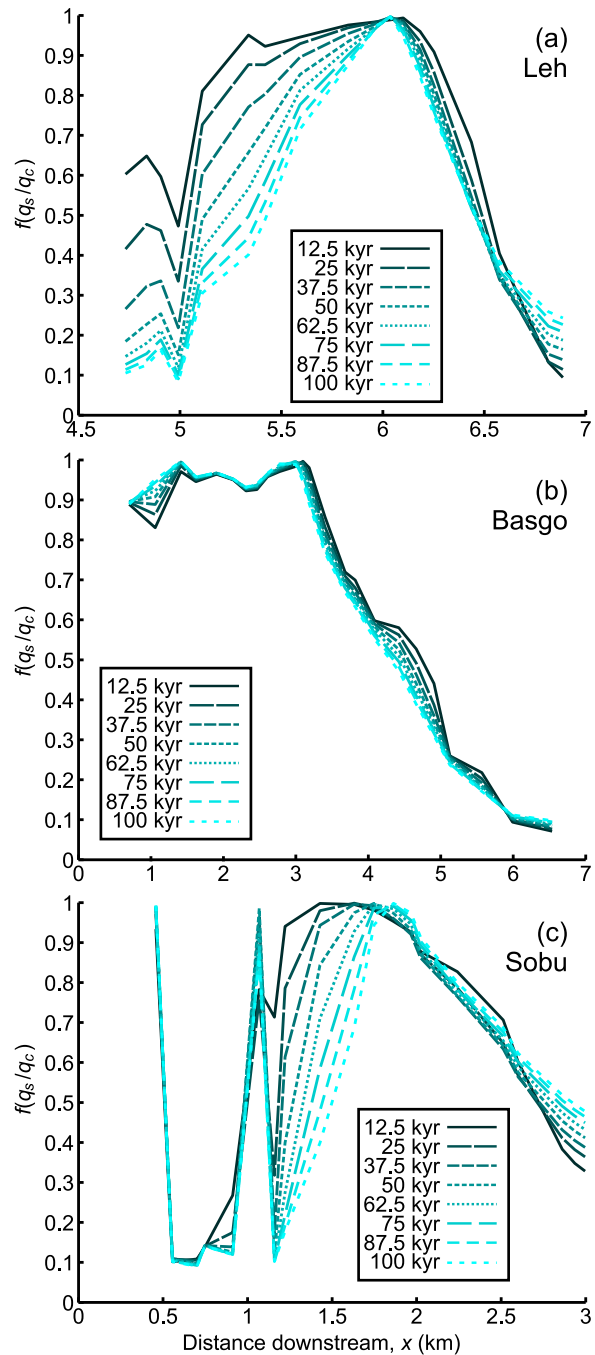 (a)
Leh
1
0.9
0.8
0.7
0.6
0.5
0.4
0.3
0.2
0.1
0
f(qs/qc)
12.5 kyr
25 kyr
37.5 kyr
50 kyr
62.5 kyr
75 kyr
87.5 kyr
100 kyr
4.5 5 5.5 6 6.5 7
(b)
Basgo
1
0.9
0.8
0.7
0.6
0.5
0.4
0.3
0.2
0.1
0
f(qs/qc)
12.5 kyr
25 kyr
37.5 kyr
50 kyr
62.5 kyr
75 kyr
87.5 kyr
100 kyr
0 1 2 3 4 5 6 7
(c)
Sobu
1
0.9
0.8
0.7
0.6
0.5
0.4
0.3
0.2
0.1
0
f(qs/qc)
12.5 kyr
25 kyr
37.5 kyr
50 kyr
62.5 kyr
75 kyr
87.5 kyr
100 kyr
0 0.5 1 1.5 2 2.5 3
Distance downstream, x (km)